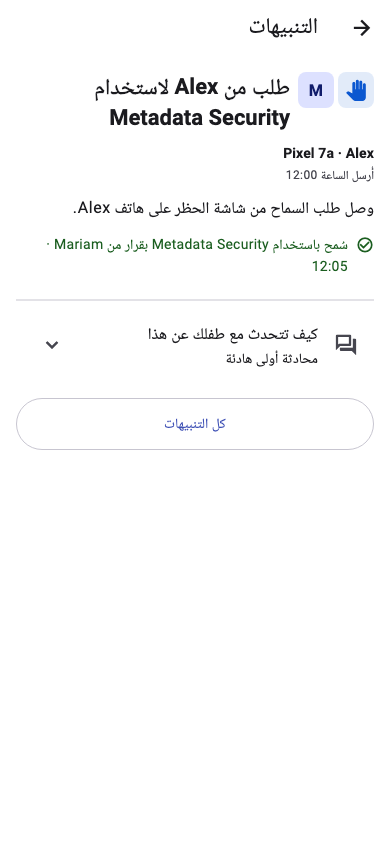 التنبيهات
M
طلب من Alex لاستخدام
Metadata Security
Pixel 7a · Alex
أُرسل الساعة 12:00
وصل طلب السماح من شاشة الحظر على هاتف Alex.
سُمح باستخدام Metadata Security بقرار من Mariam ·
12:05
كيف تتحدث مع طفلك عن هذا
محادثة أولى هادئة
كل التنبيهات